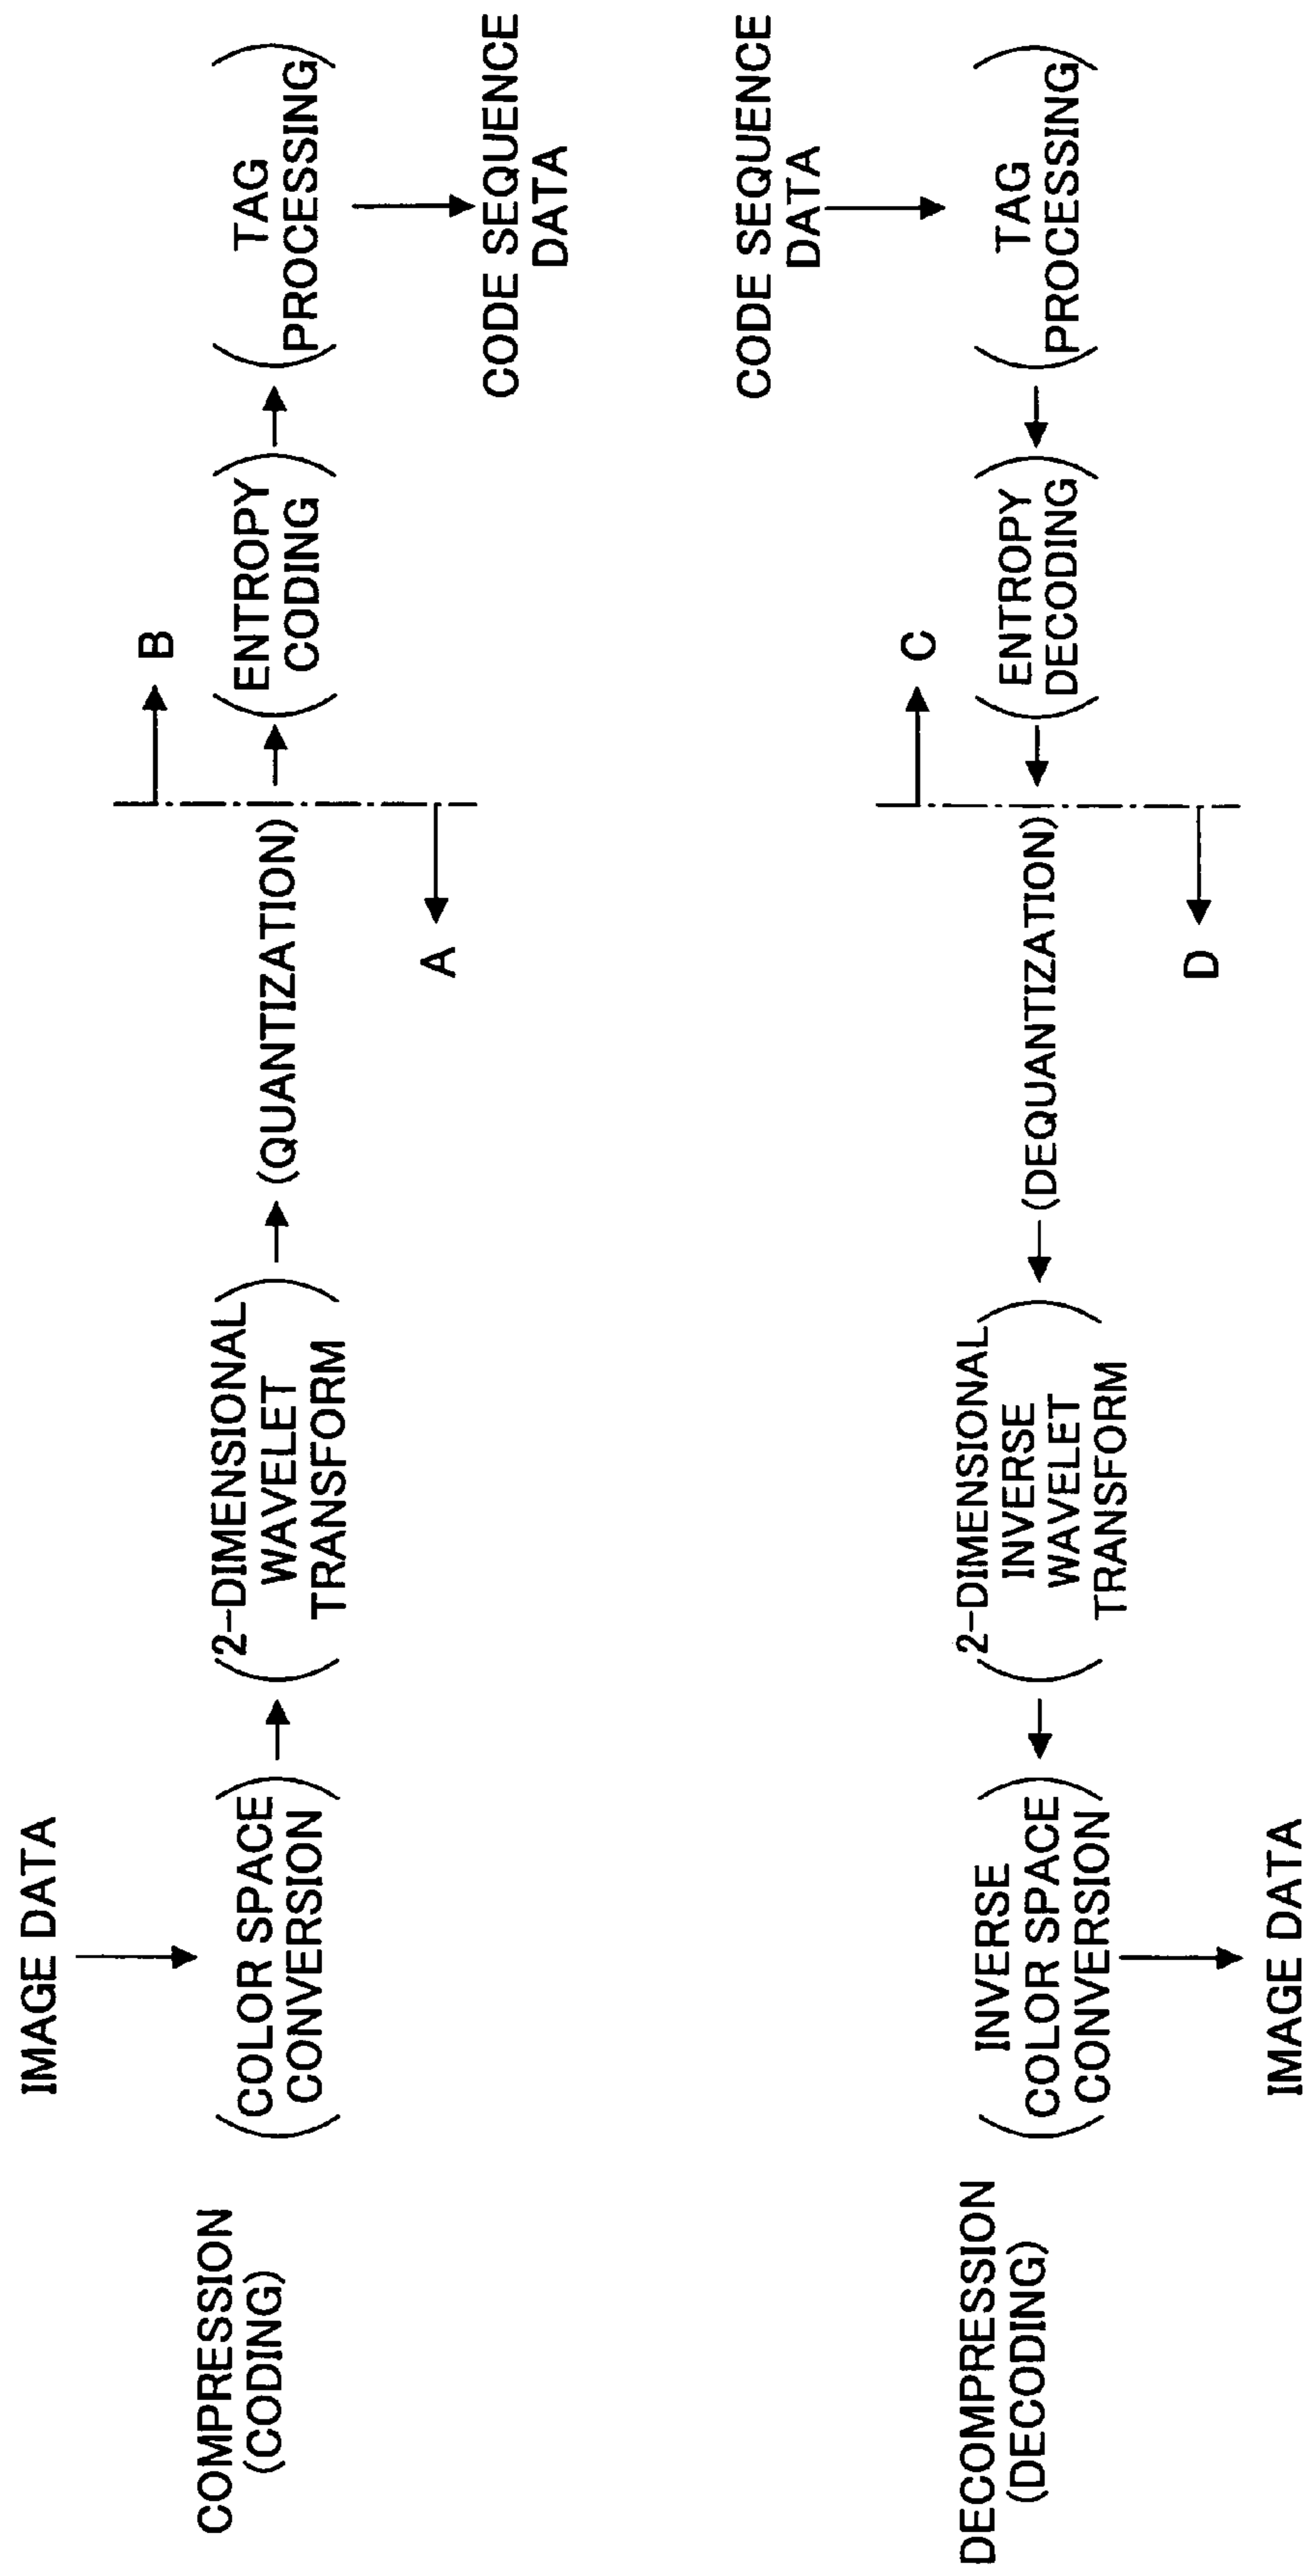 IMAGE DATA
COMPRESSION
(CODING)
COLOR SPACE
CONVERSION
2-DIMENSIONAL
WAVELET
TRANSFORM
(QUANTIZATION)
A
B
ENTROPY
CODING
TAG
PROCESSING
CODE SEQUENCE
DATA
DECOMPRESSION
(DECODING)
INVERSE
COLOR SPACE
CONVERSION
IMAGE DATA
2-DIMENSIONAL
INVERSE
WAVELET
TRANSFORM
(DEQUANTIZATION)
D
C
ENTROPY
DECODING
TAG
PROCESSING
CODE SEQUENCE
DATA